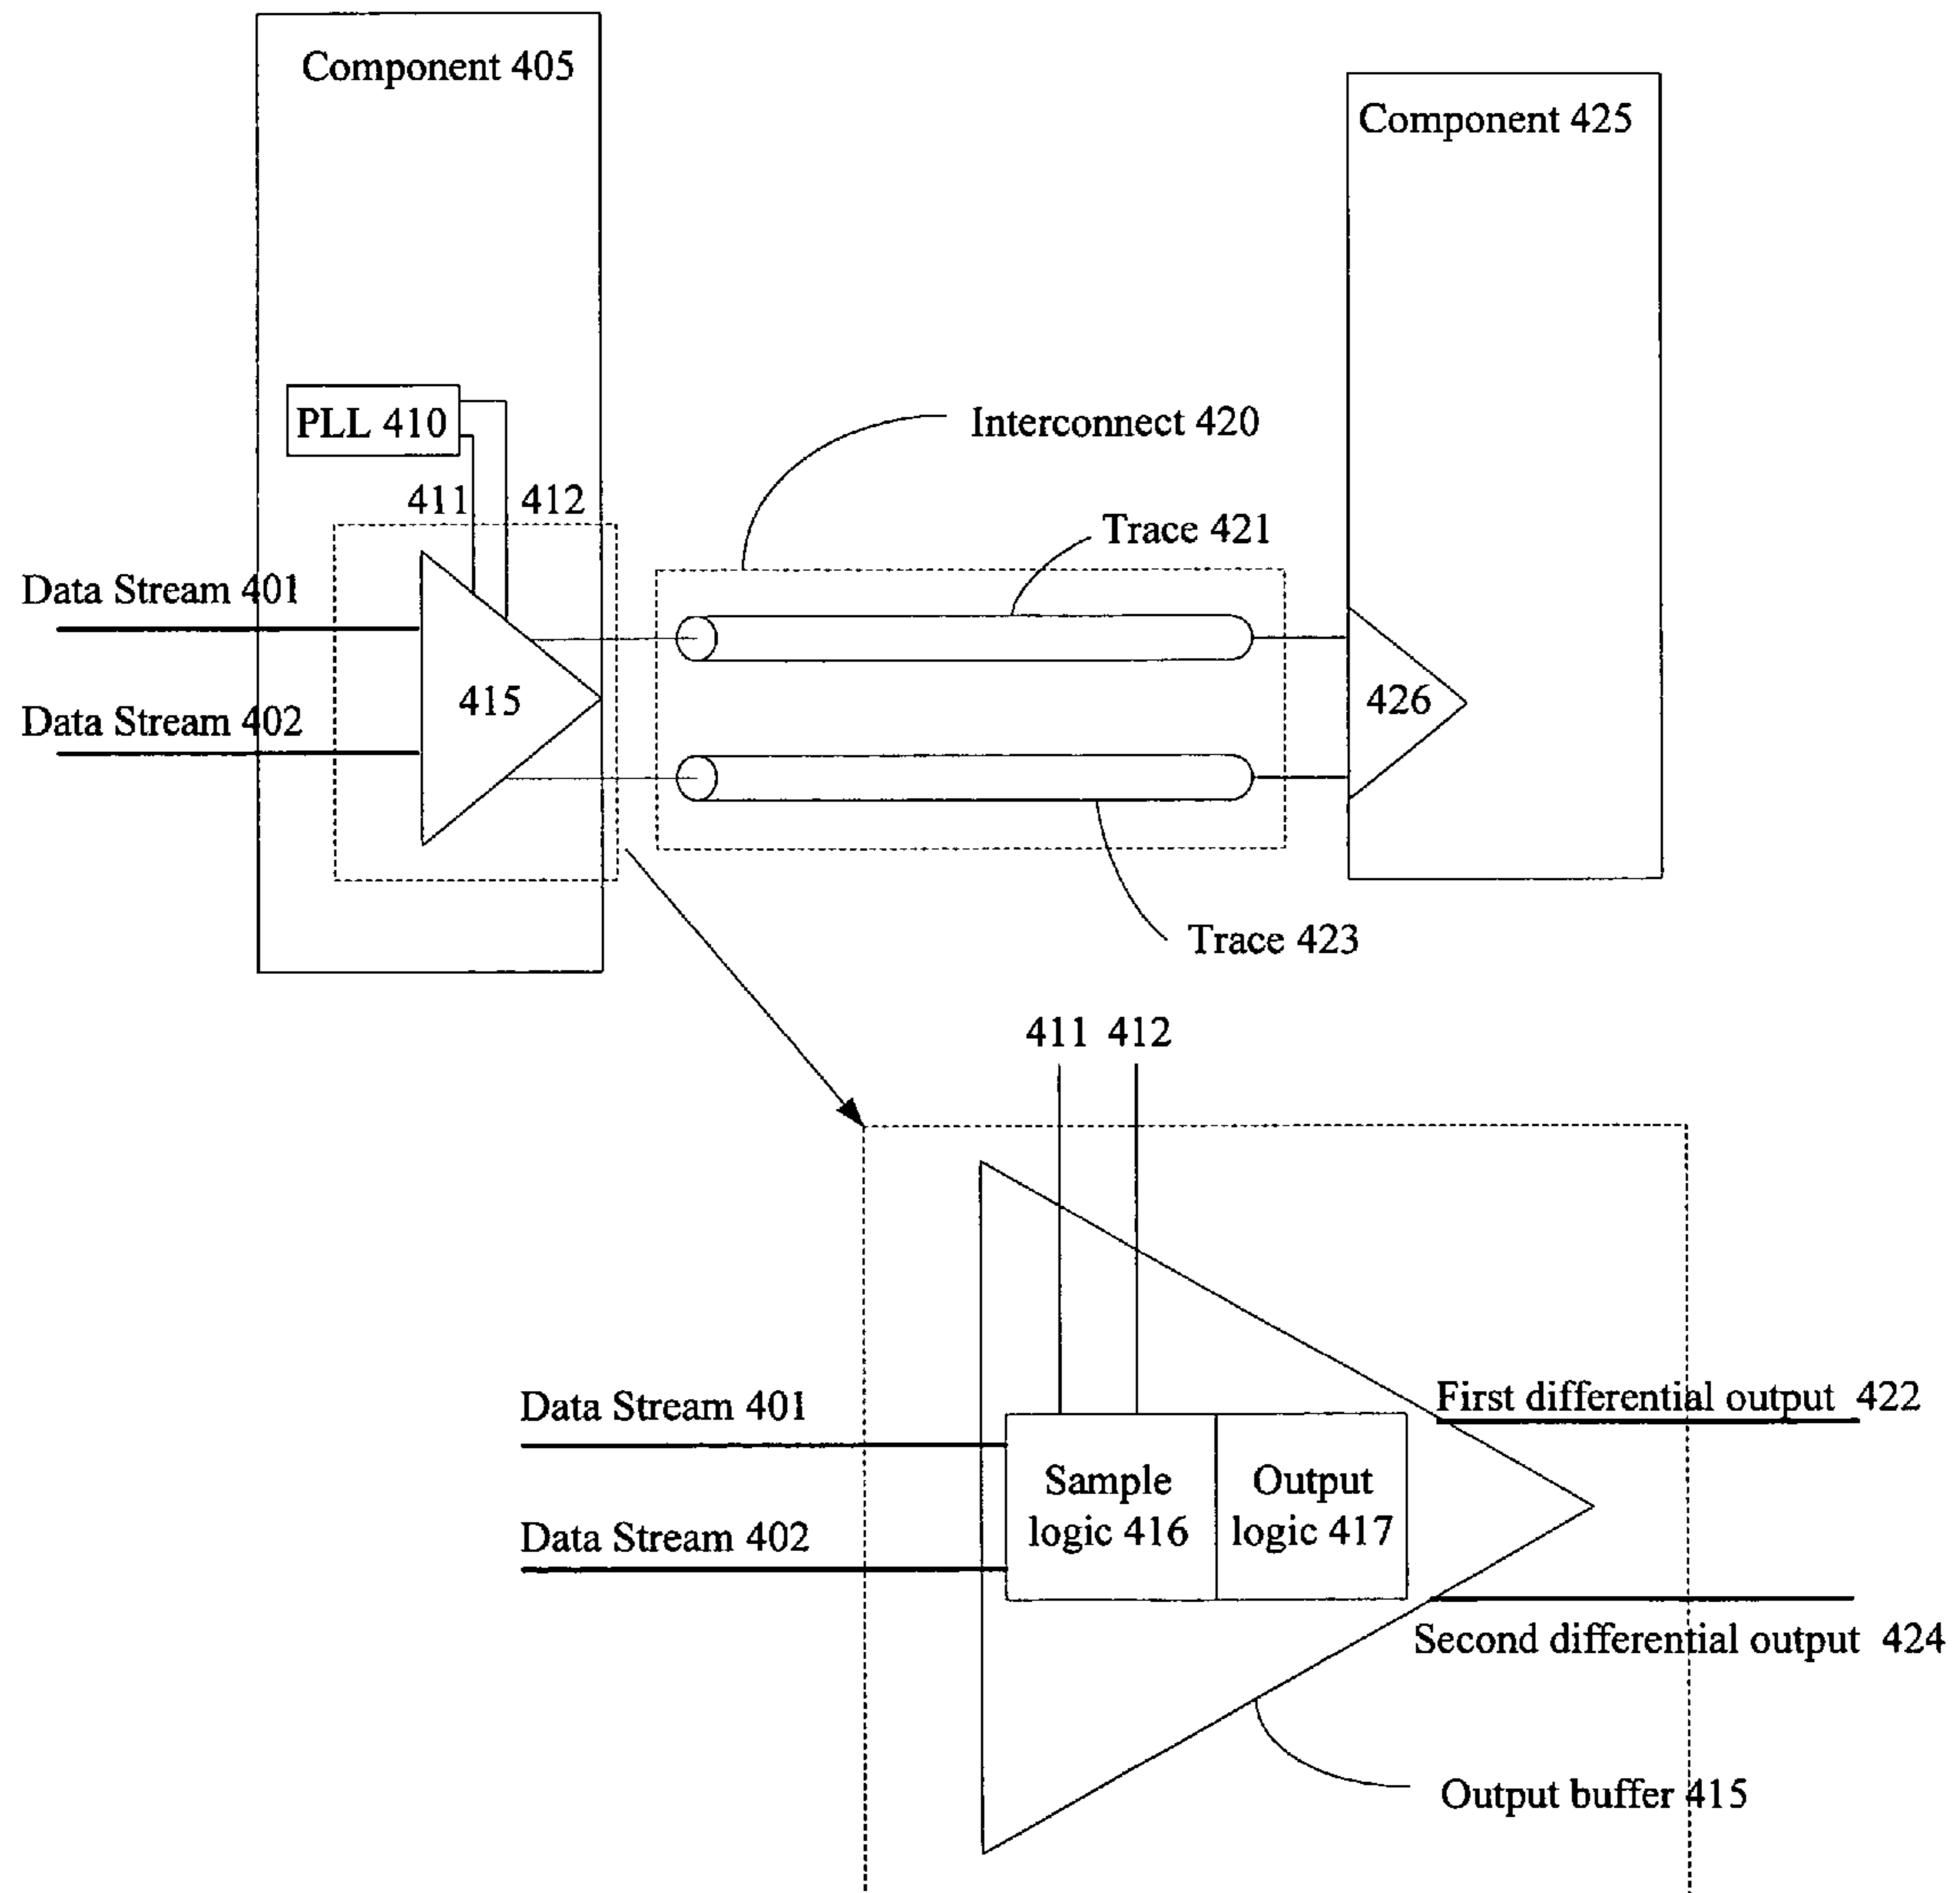 Component 405
Component 425
PLL 410
Interconnect 420
411
412
Trace 421
Data Stream 401
415
426
Data Stream 402
Trace 423
411
412
First differential output 422
Data Stream 401
Sample
logic 416
Output
logic 417
Data Stream 402
Second differential output 424
Output buffer 415